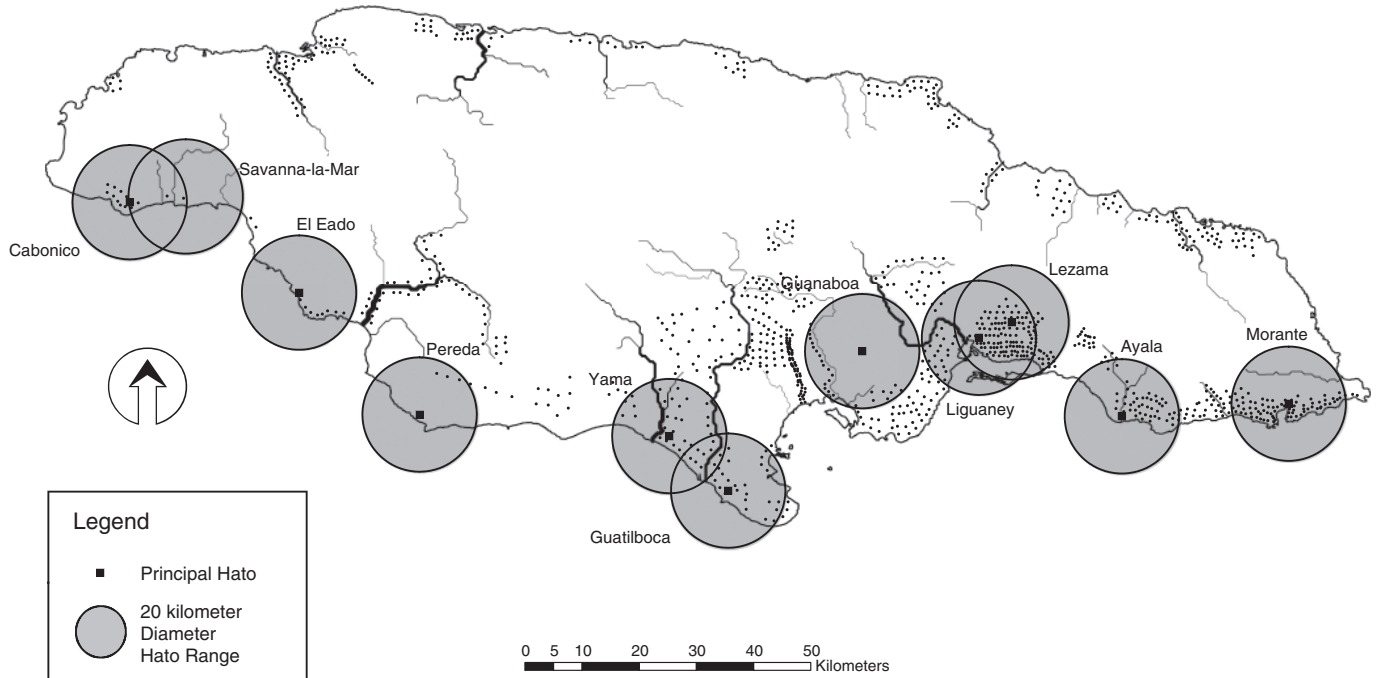 Savanna-la-Mar
El Eado
Cabonico
Guanaboa
Lezama
Pereda
Yama
Ayala
Morante
Liguaney
Guatilboca
Legend
Principal Hato
20 kilometer
Diameter
Hato Range
0 5 10 20 30 40 50
Kilometers